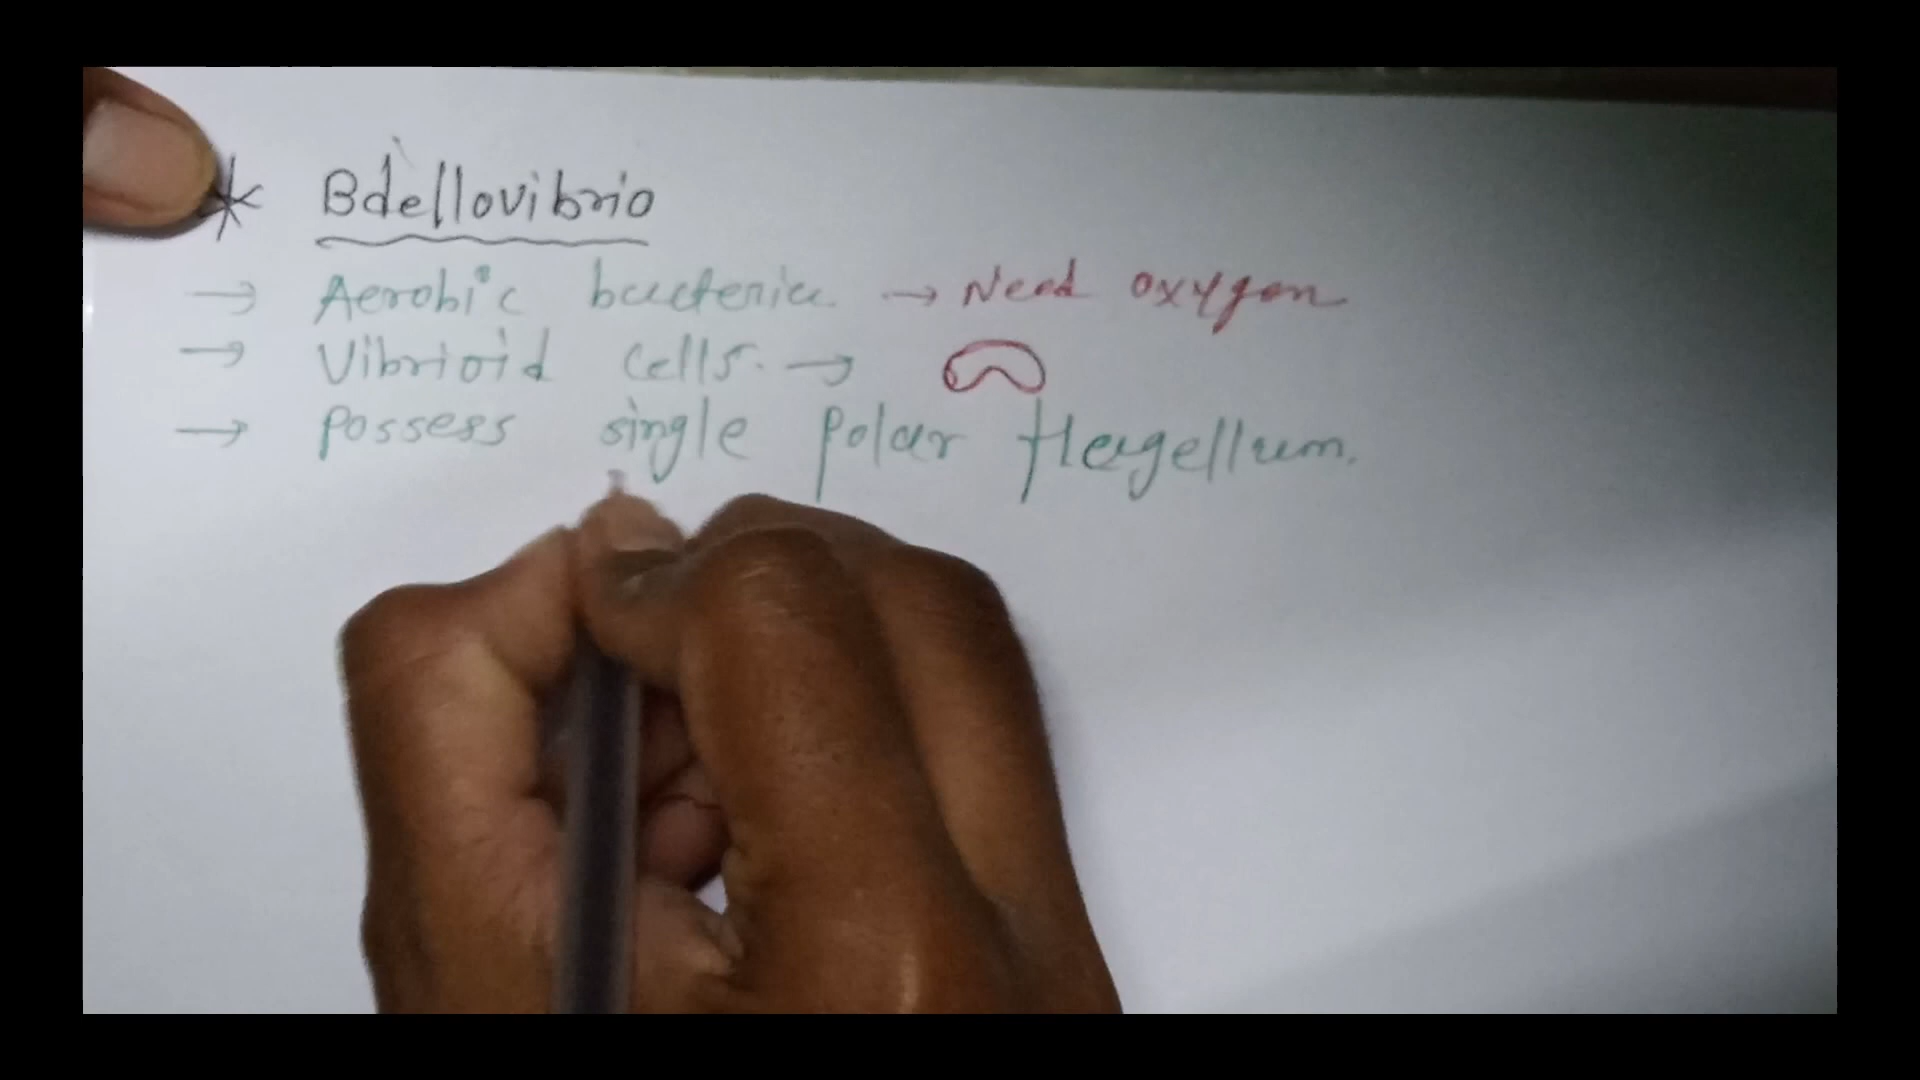 * Bdellovibrio
→ Aerobic bacteria → Need oxygen
→ Vibrioid cells. →
→ Possess single polar flagellum.